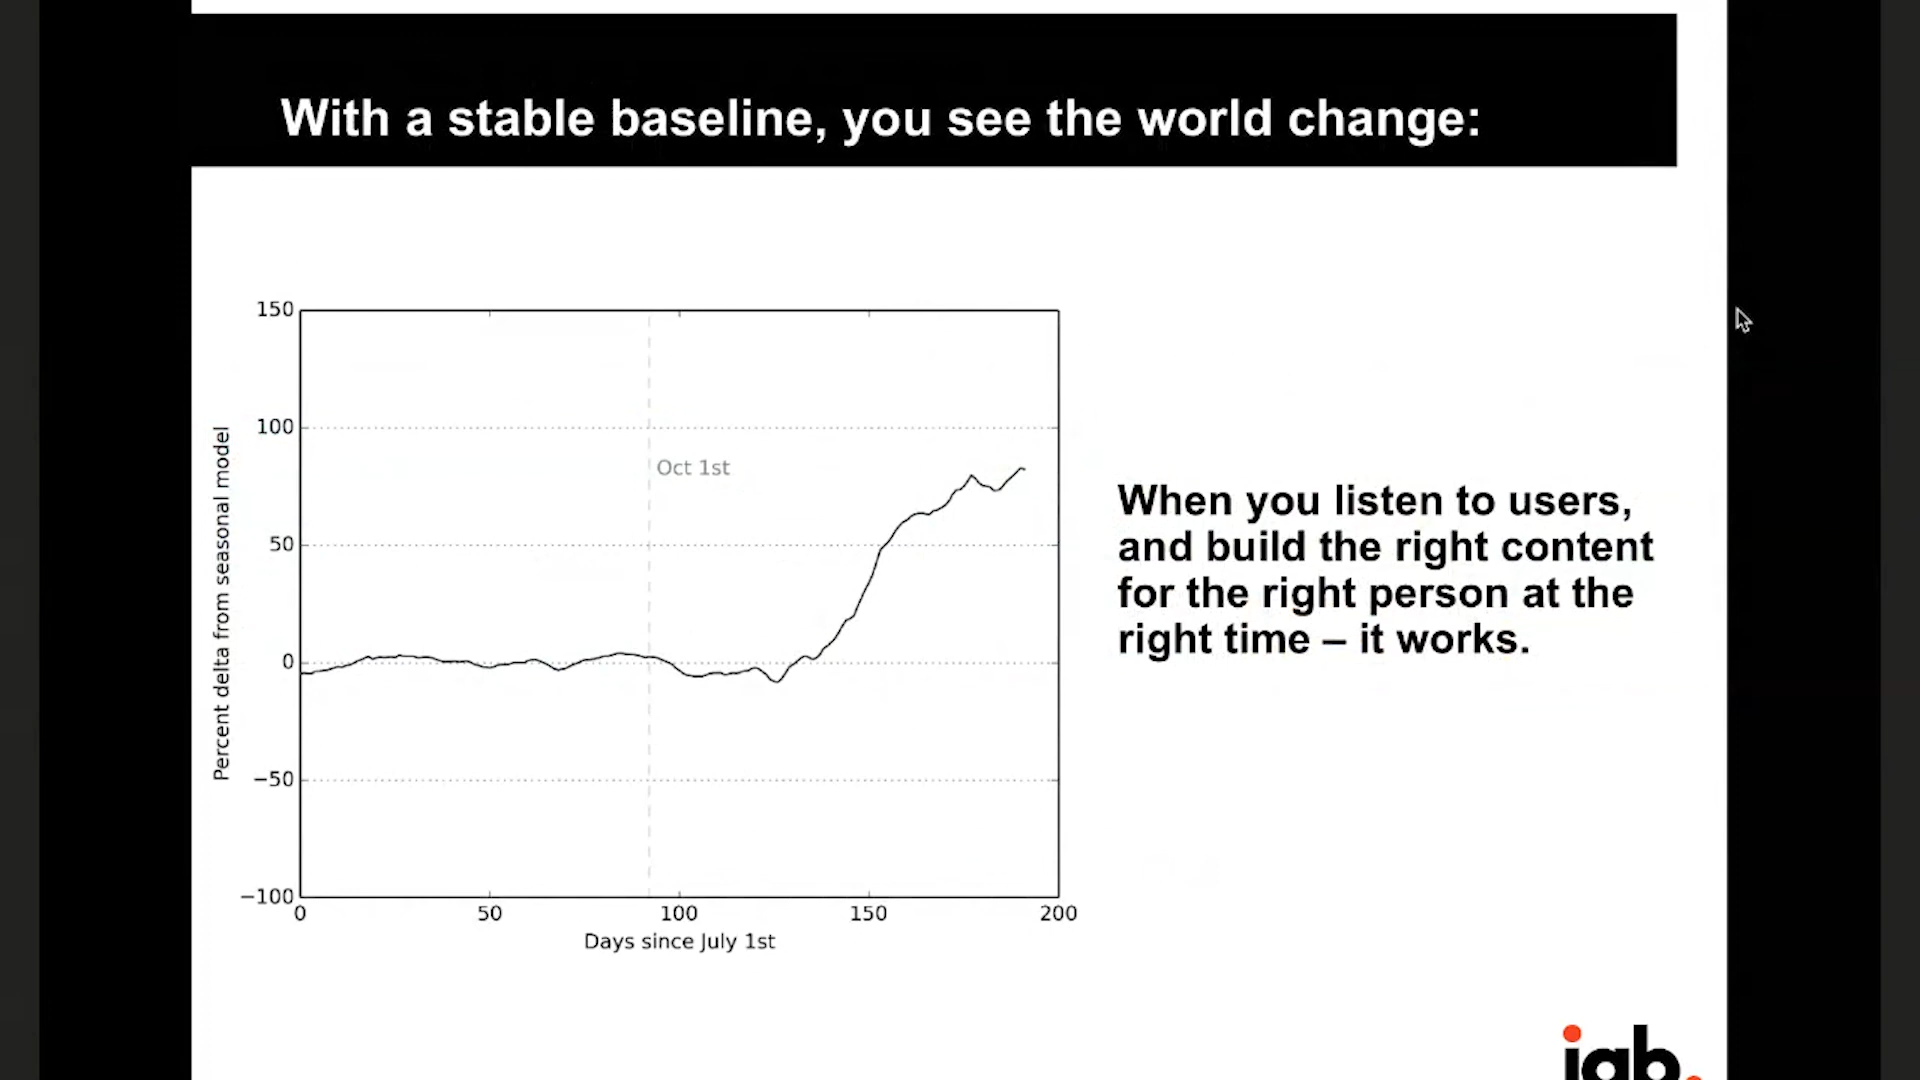 With a stable baseline, you see the world change:
150
100
50
0
−50
−100
Percent delta from seasonal model
Oct 1st
0
50
100
150
200
Days since July 1st
When you listen to users,
and build the right content
for the right person at the
right time – it works.
iab.